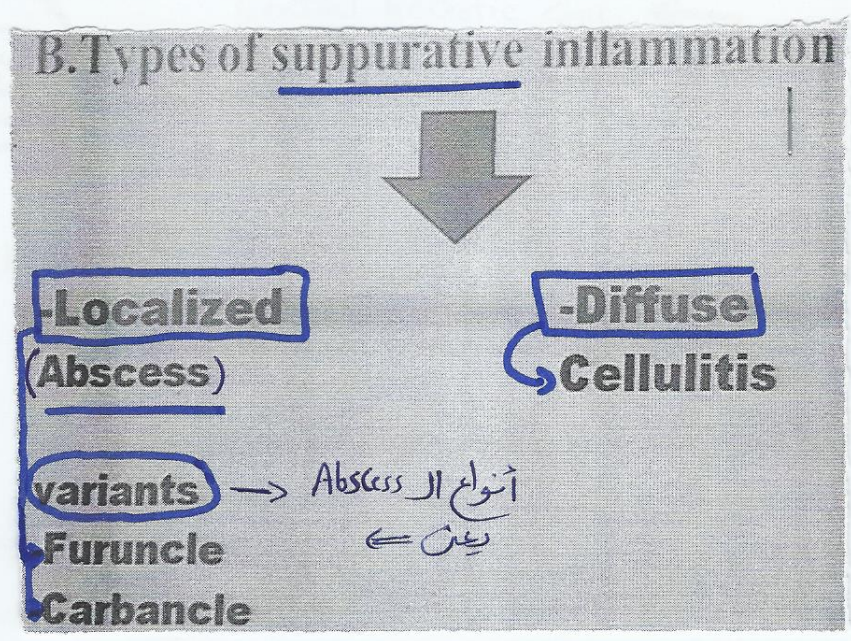 B.Types of suppurative inflammation
-Localized
(Abscess)
variants → أنواع ال Abscess
يعني ⇐
-Furuncle
-Carbancle
-Diffuse
Cellulitis